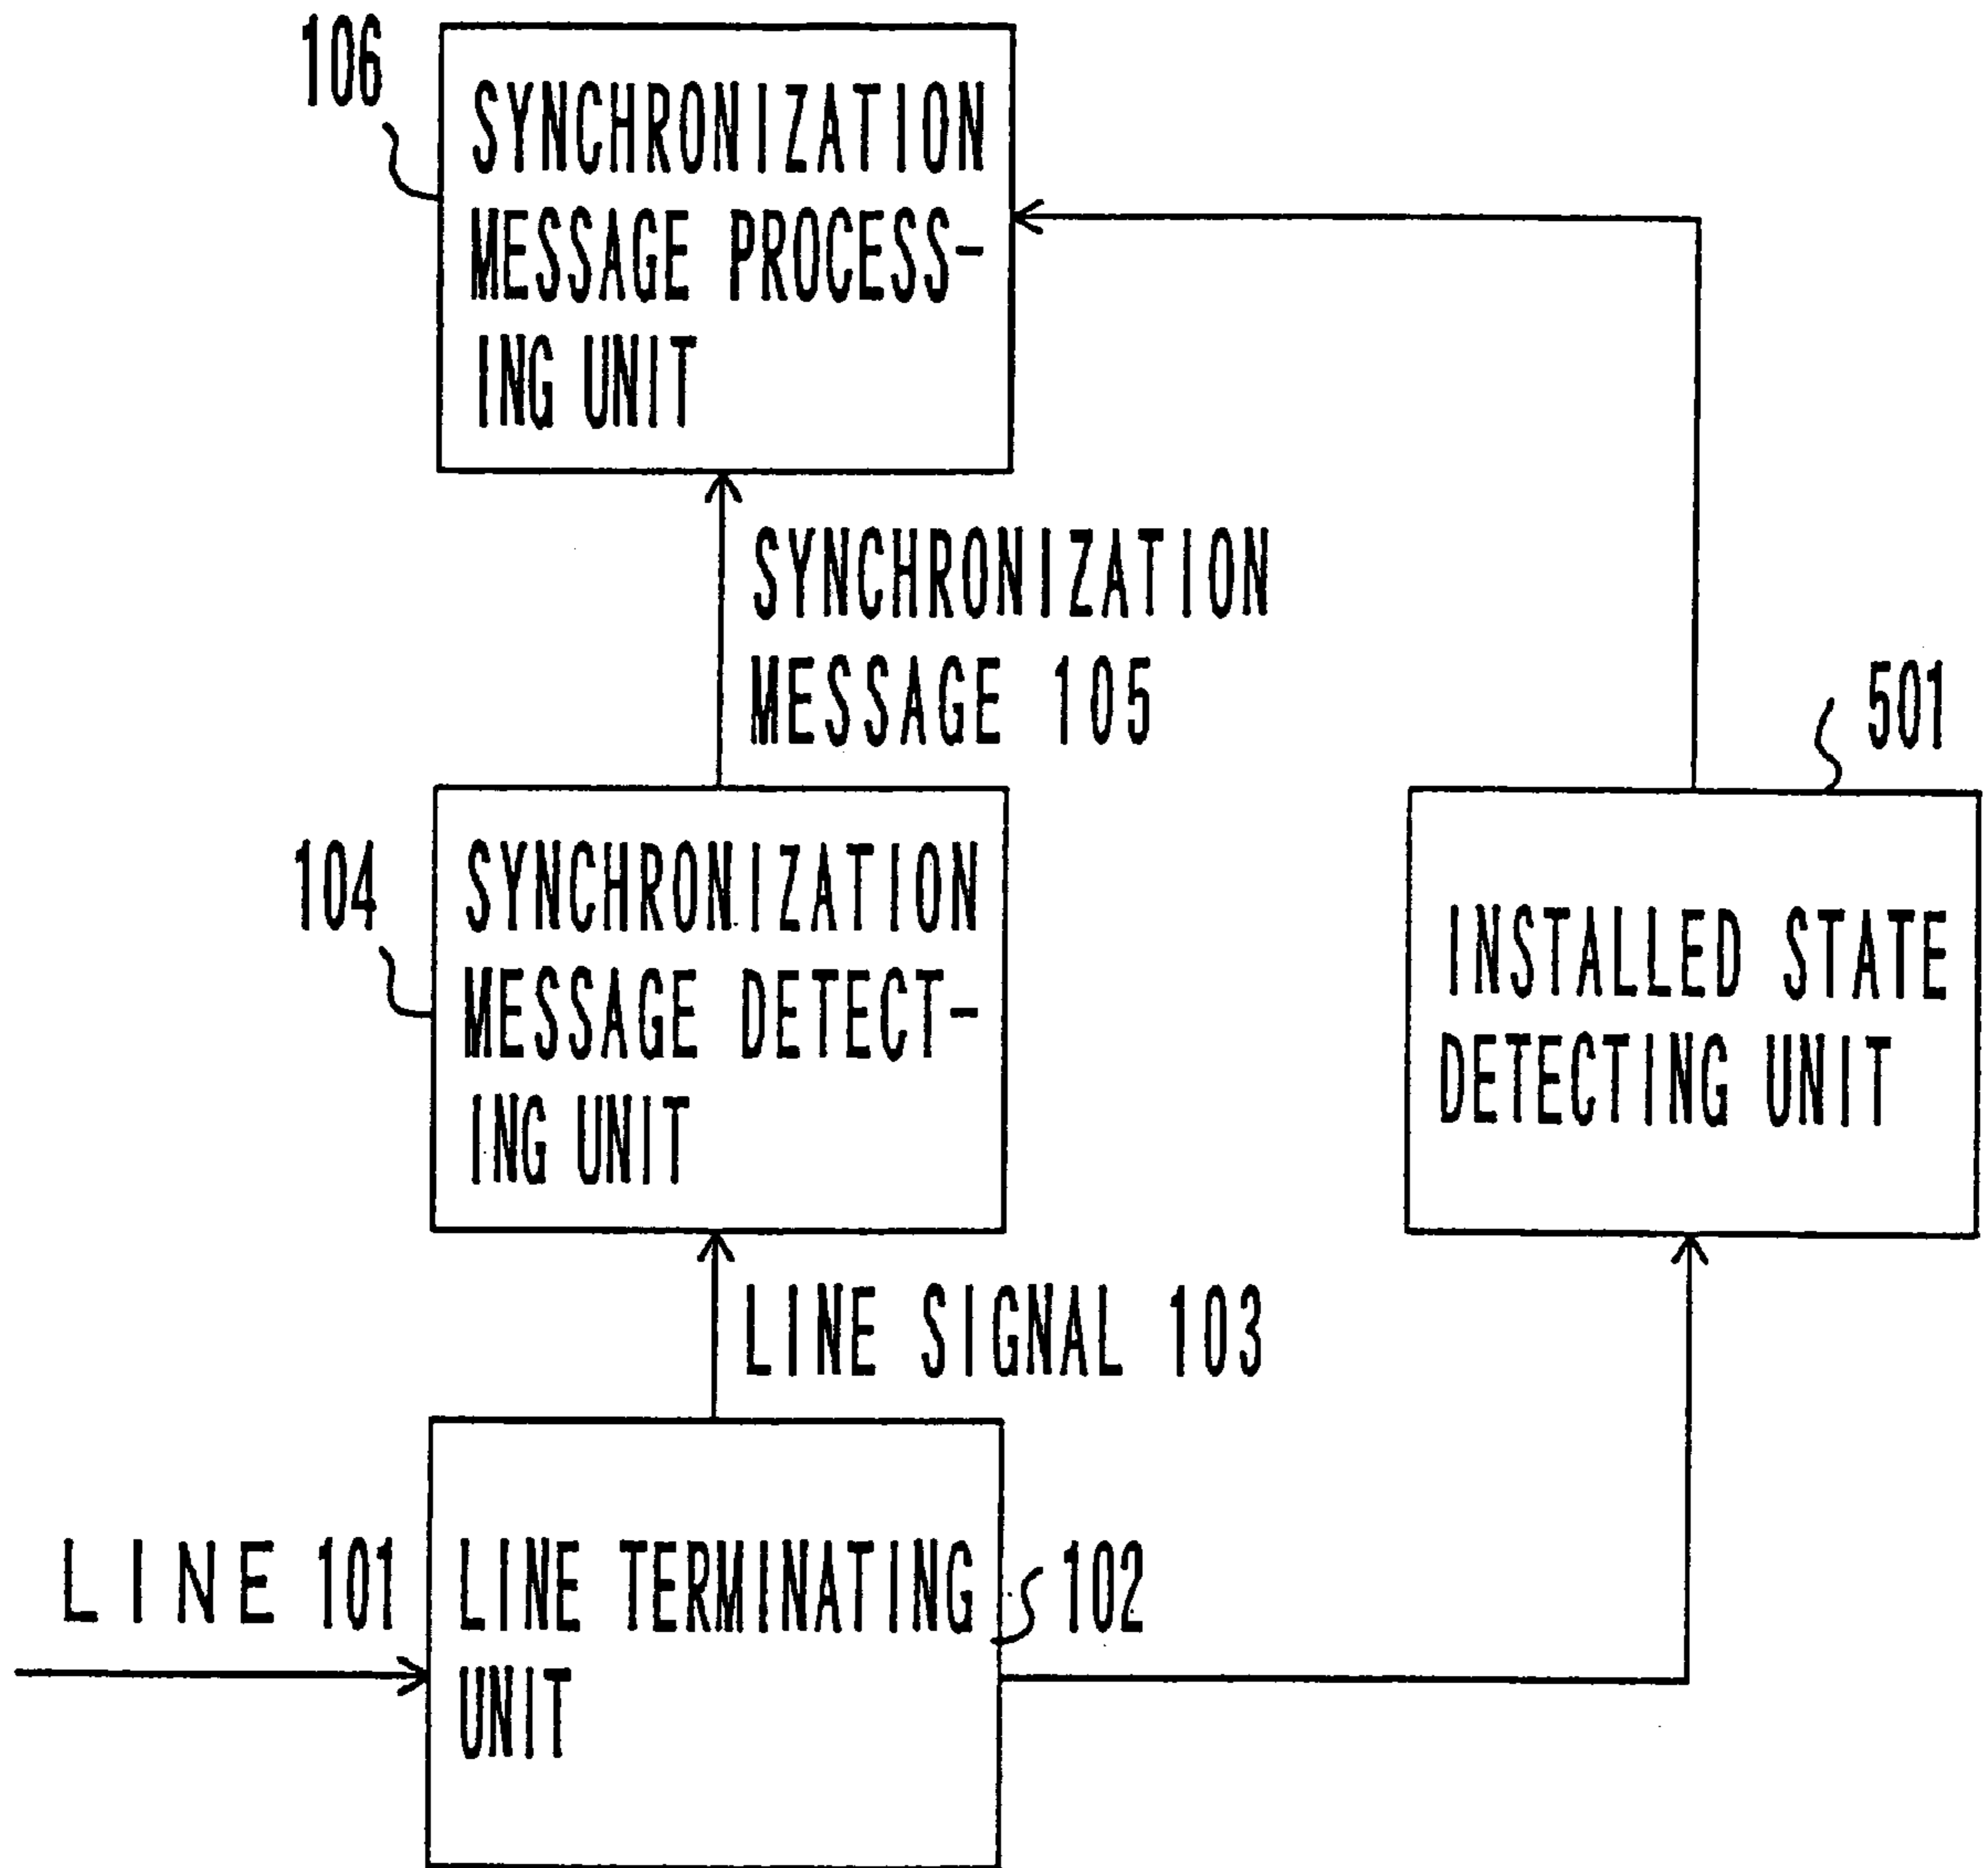 106
SYNCHRONIZATION
MESSAGE PROCESS-
ING UNIT
SYNCHRONIZATION
MESSAGE 105
501
104
SYNCHRONIZATION
MESSAGE DETECT-
ING UNIT
INSTALLED STATE
DETECTING UNIT
LINE SIGNAL 103
LINE 101
LINE TERMINATING
UNIT
102